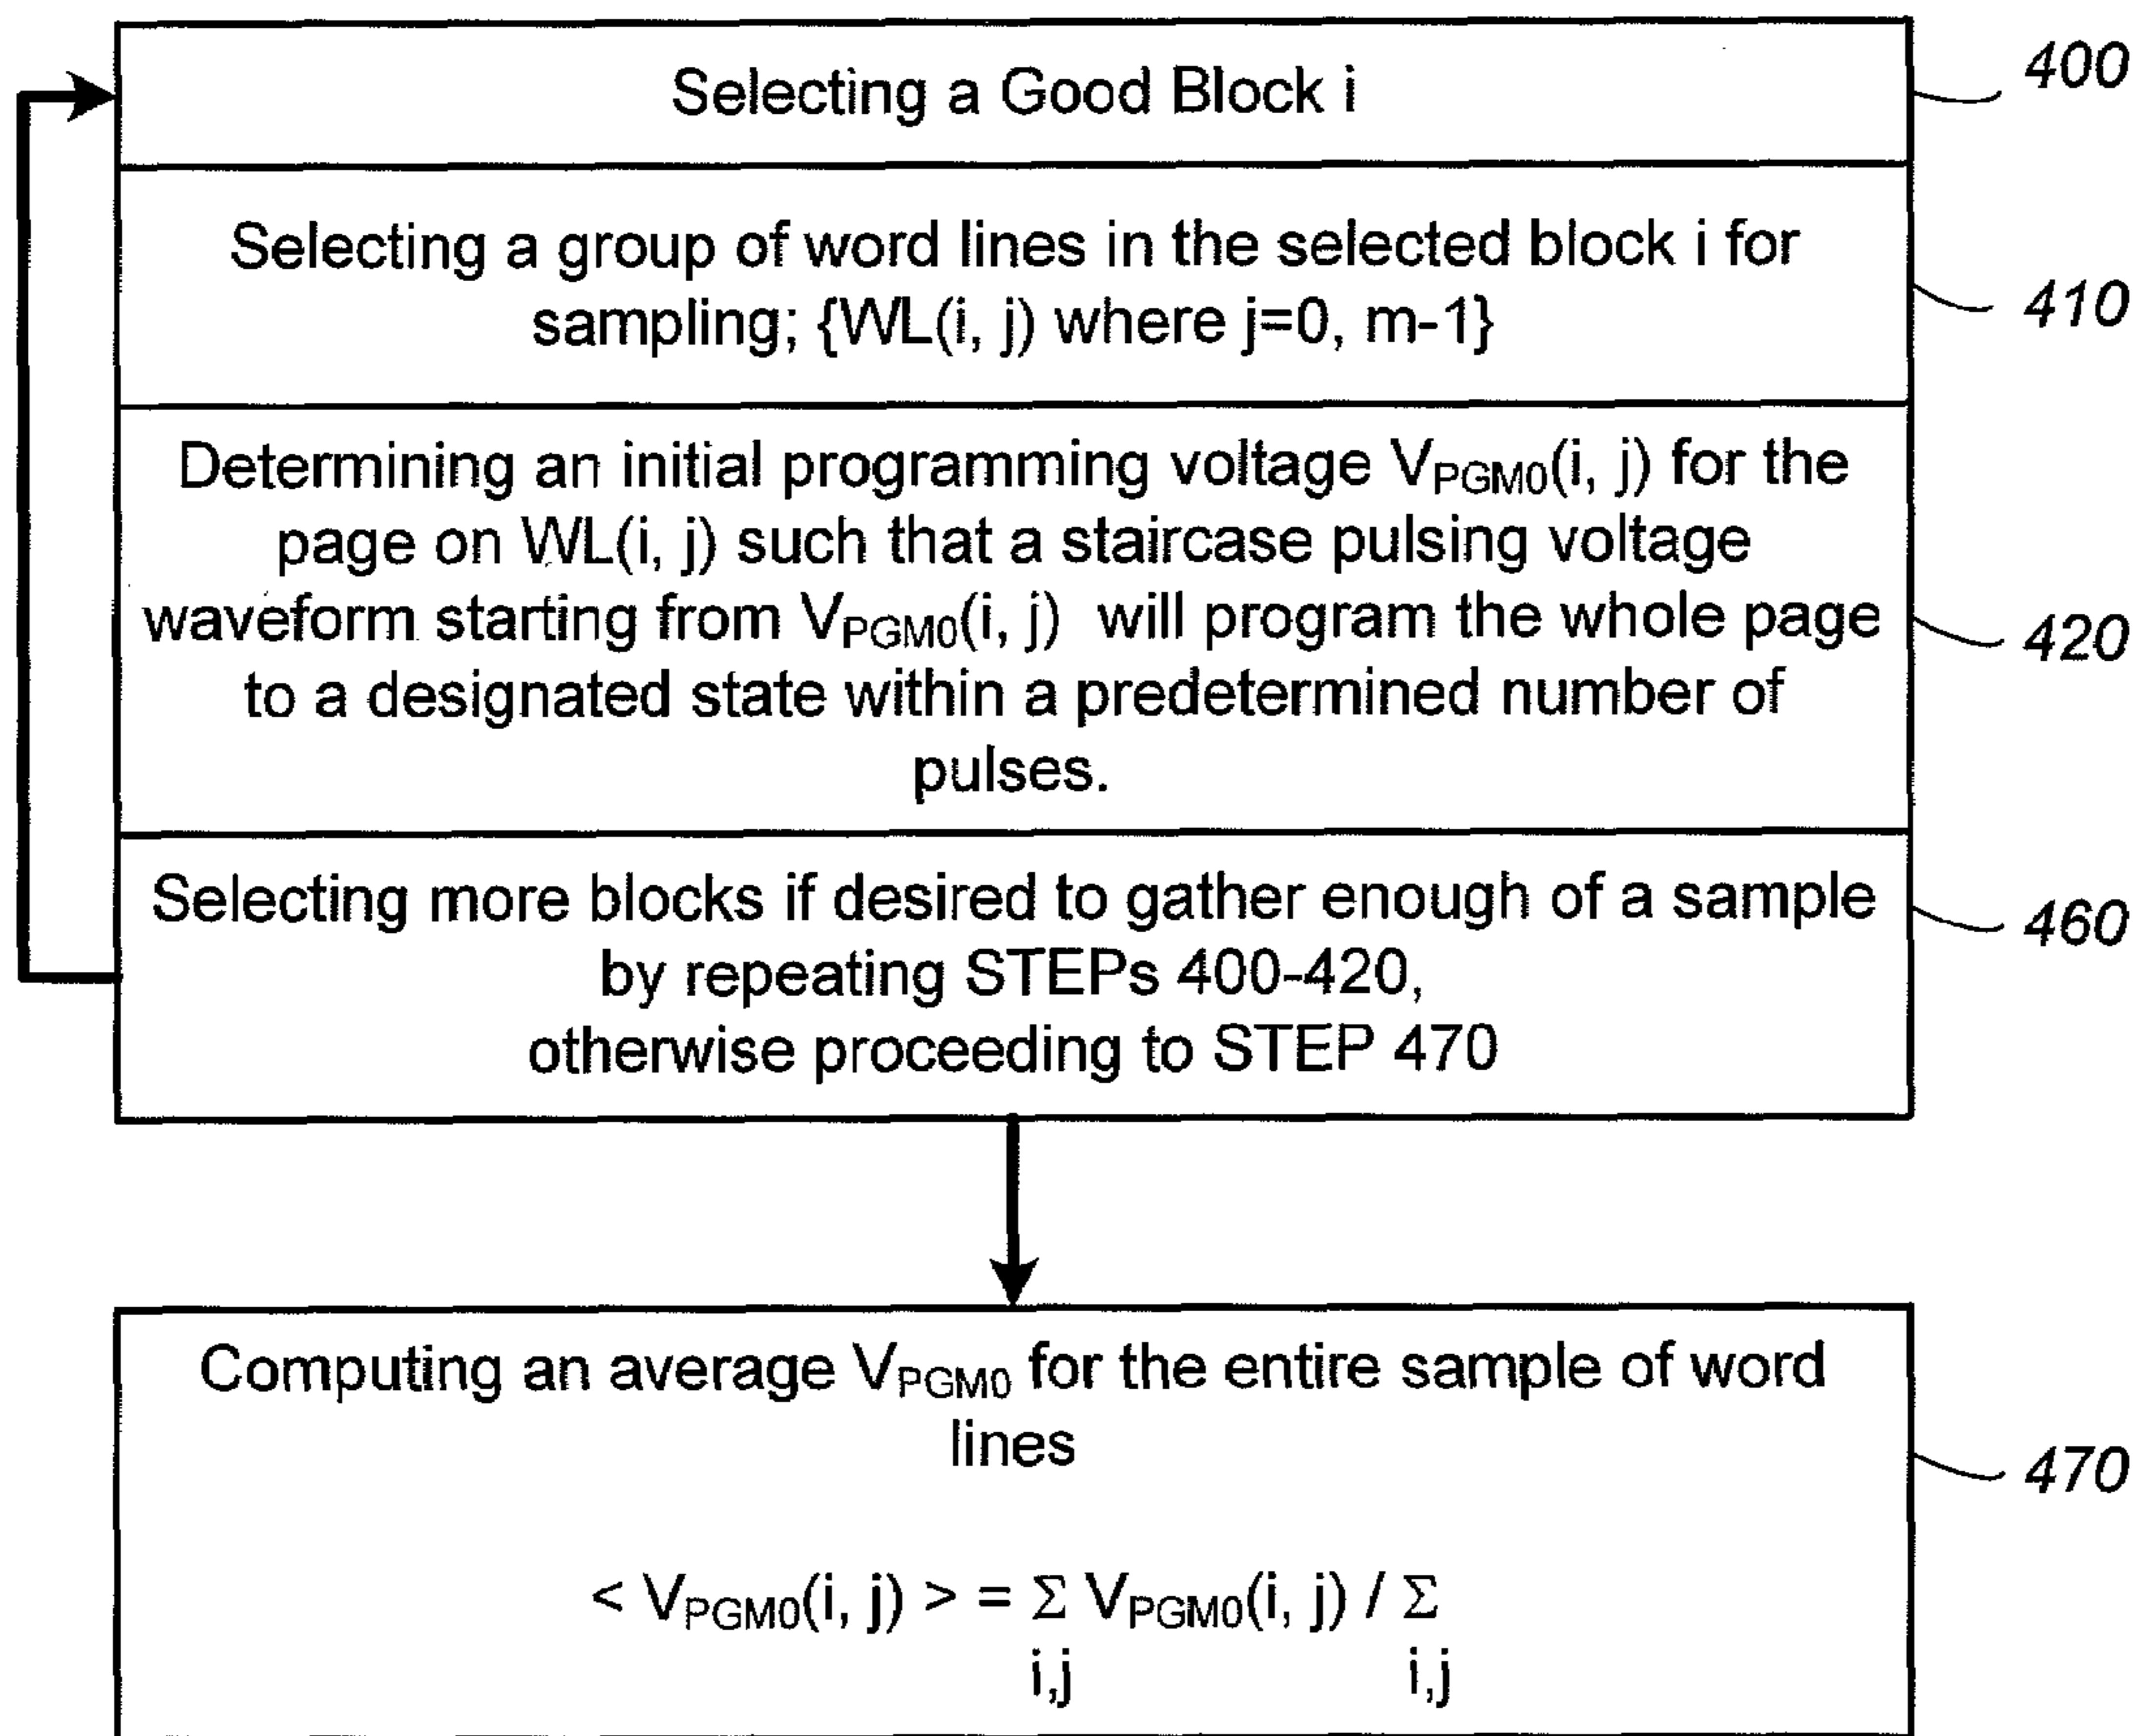 Selecting a Good Block i
400
Selecting a group of word lines in the selected block i for
sampling; {WL(i, j) where j=0, m-1}
410
Determining an initial programming voltage VPGM0(i, j) for the
page on WL(i, j) such that a staircase pulsing voltage
waveform starting from VPGM0(i, j) will program the whole page
to a designated state within a predetermined number of
pulses.
420
Selecting more blocks if desired to gather enough of a sample
by repeating STEPs 400-420,
otherwise proceeding to STEP 470
460
Computing an average VPGM0 for the entire sample of word
lines
470
< VPGM0(i, j) > = Σ VPGM0(i, j) / Σ
i,j i,j